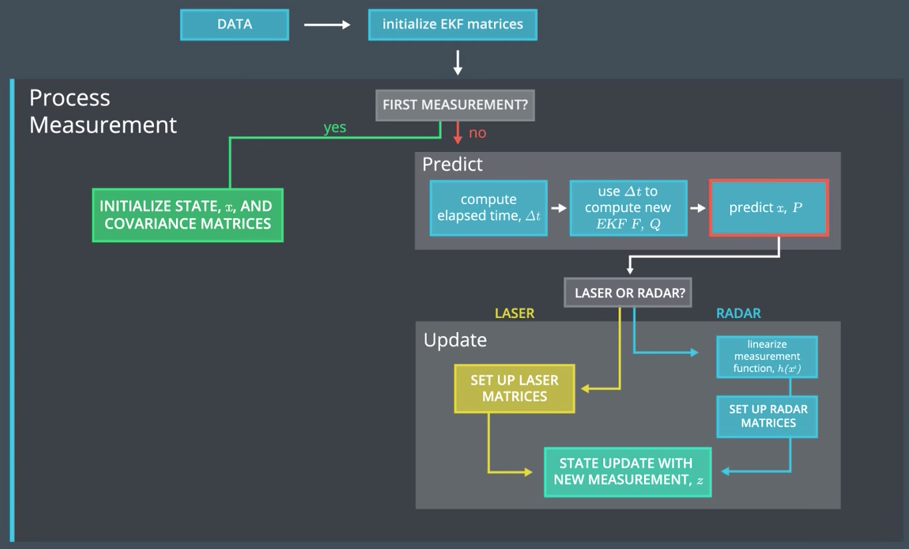 DATA
initialize EKF matrices
Process
Measurement
FIRST MEASUREMENT?
yes
no
INITIALIZE STATE, x, AND
COVARIANCE MATRICES
Predict
compute
elapsed time, Δt
use Δt to
compute new
EKF F, Q
predict x, P
LASER OR RADAR?
LASER
RADAR
Update
linearize
measurement
function, h(x')
SET UP LASER
MATRICES
SET UP RADAR
MATRICES
STATE UPDATE WITH
NEW MEASUREMENT, z